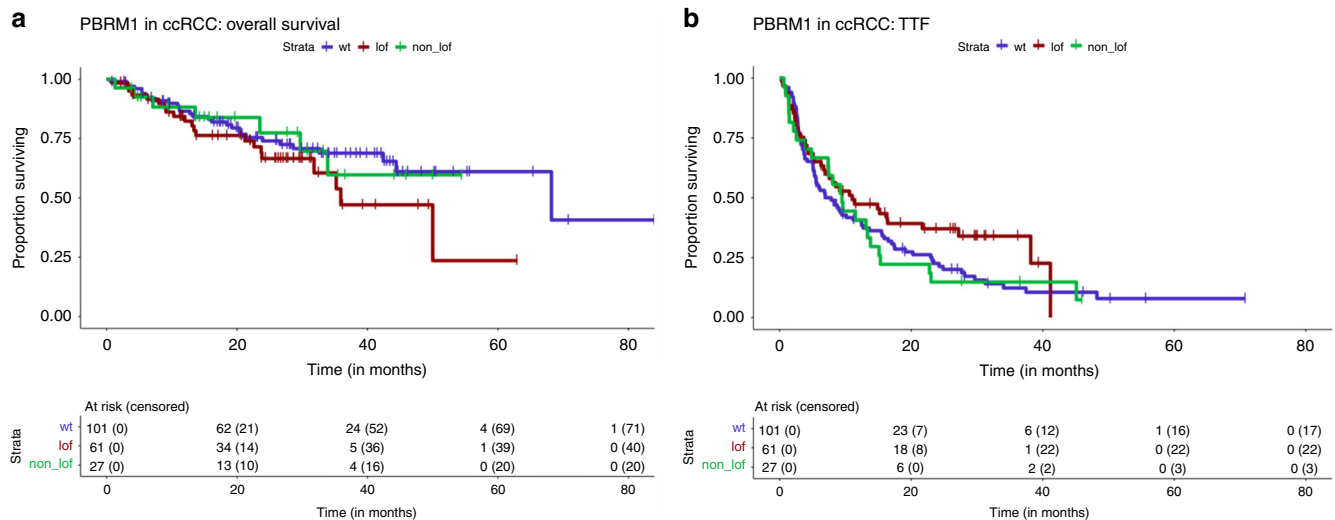 a
PBRM1 in ccRCC: overall survival
Strata wt lof non_lof
Proportion surviving
1.00
0.75
0.50
0.25
0.00
0 20 40 60 80
Time (in months)
At risk (censored)
Strata
wt 101 (0) 62 (21) 24 (52) 4 (69) 1 (71)
lof 61 (0) 34 (14) 5 (36) 1 (39) 0 (40)
non_lof 27 (0) 13 (10) 4 (16) 0 (20) 0 (20)
0 20 40 60 80
Time (in months)
b
PBRM1 in ccRCC: TTF
Strata wt lof non_lof
Proportion surviving
1.00
0.75
0.50
0.25
0.00
0 20 40 60 80
Time (in months)
At risk (censored)
Strata
wt 101 (0) 23 (7) 6 (12) 1 (16) 0 (17)
lof 61 (0) 18 (8) 1 (22) 0 (22) 0 (22)
non_lof 27 (0) 6 (0) 2 (2) 0 (3) 0 (3)
0 20 40 60 80
Time (in months)